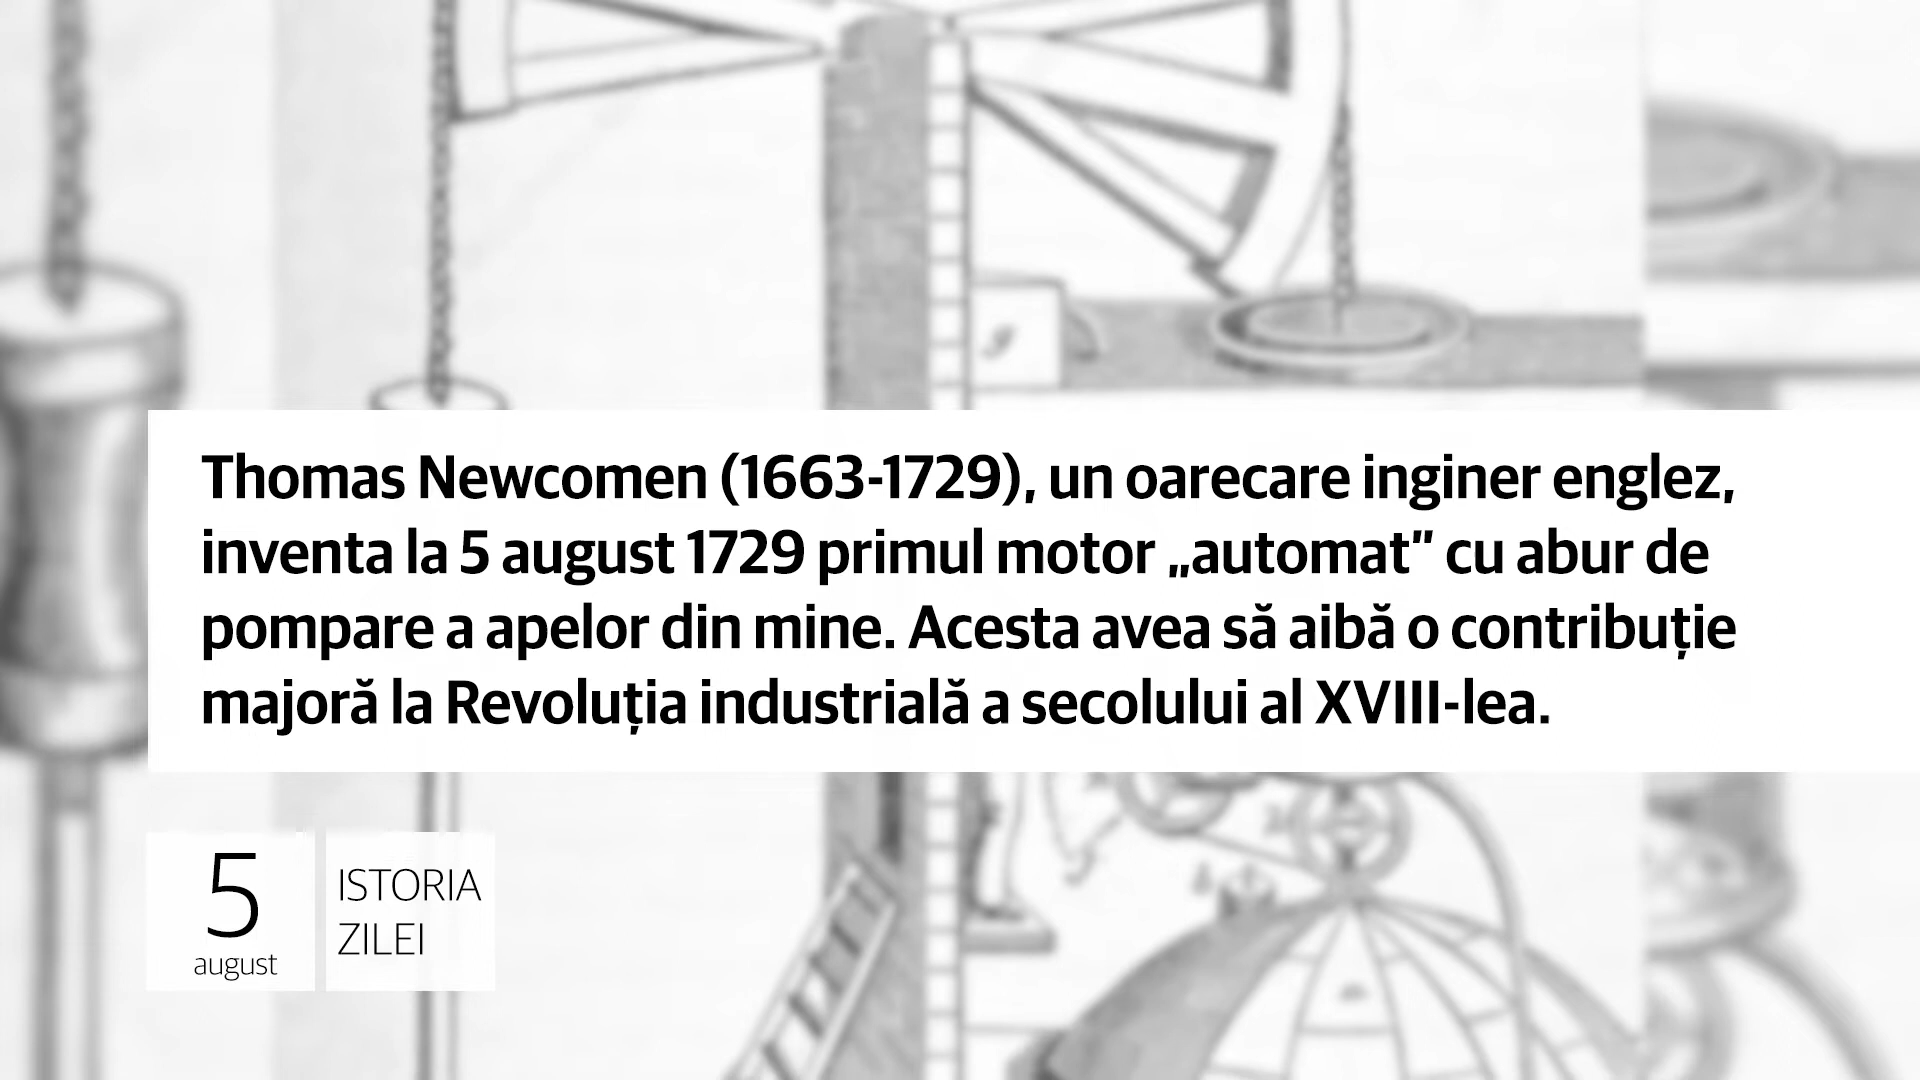 Thomas Newcomen (1663-1729), un oarecare inginer englez,
inventa la 5 august 1729 primul motor „automat” cu abur de
pompare a apelor din mine. Acesta avea să aibă o contribuție
majoră la Revoluția industrială a secolului al XVIII-lea.
5
august
ISTORIA
ZILEI